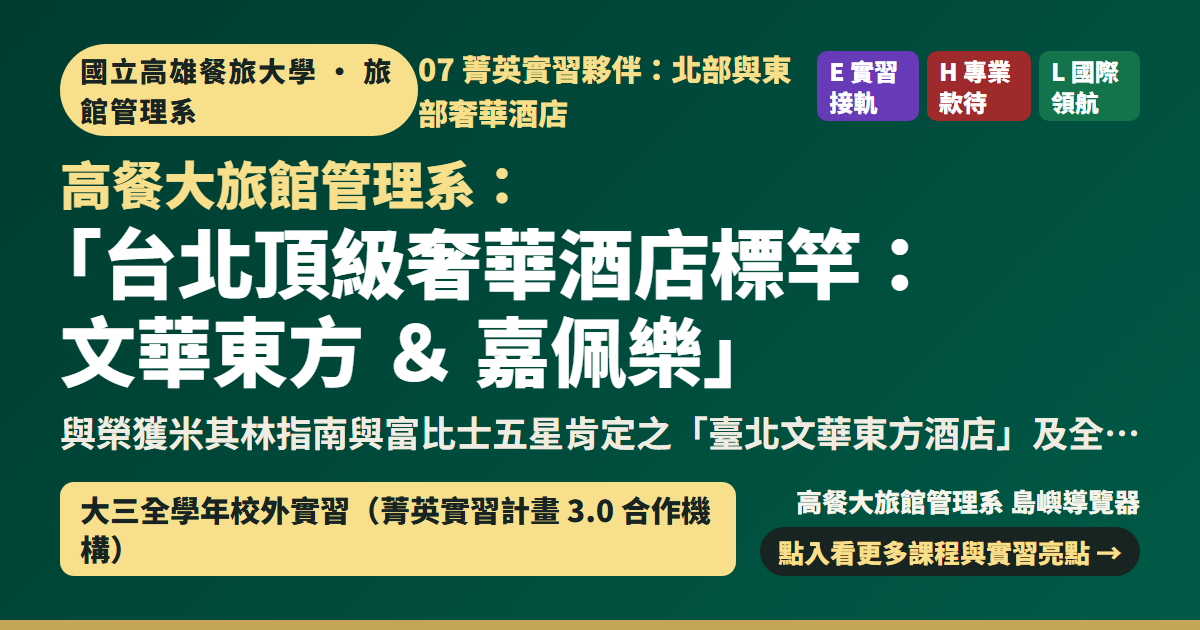 國立高雄餐旅大學 · 旅
館管理系
07 菁英實習夥伴：北部與東
部奢華酒店
E 實習
接軌
H 專業
款待
L 國際
領航
高餐大旅館管理系：
「台北頂級奢華酒店標竿：
文華東方 & 嘉佩樂」
與榮獲米其林指南與富比士五星肯定之「臺北文華東方酒店」及全…
大三全學年校外實習（菁英實習計畫 3.0 合作機
構）
高餐大旅館管理系 島嶼導覽器
點入看更多課程與實習亮點 →